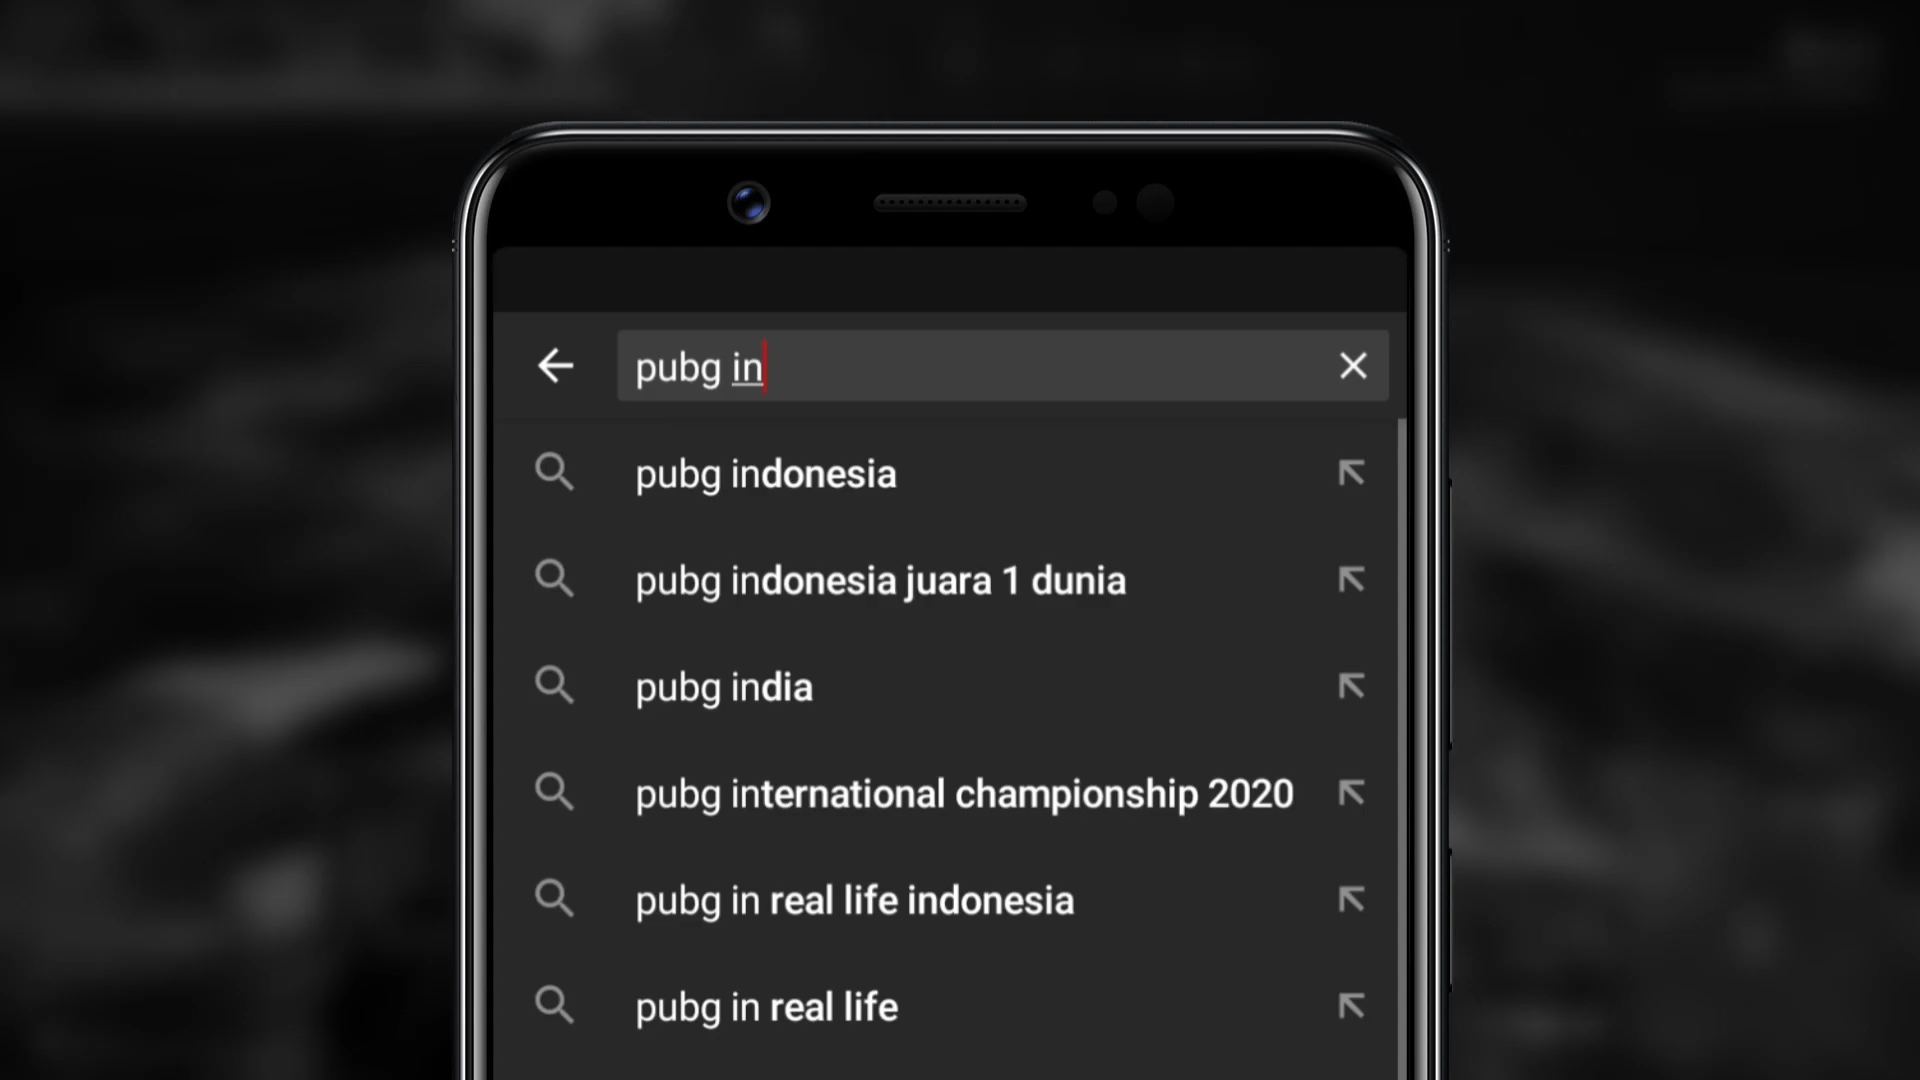 pubg in
pubg indonesia
pubg indonesia juara 1 dunia
pubg india
pubg international championship 2020
pubg in real life indonesia
pubg in real life